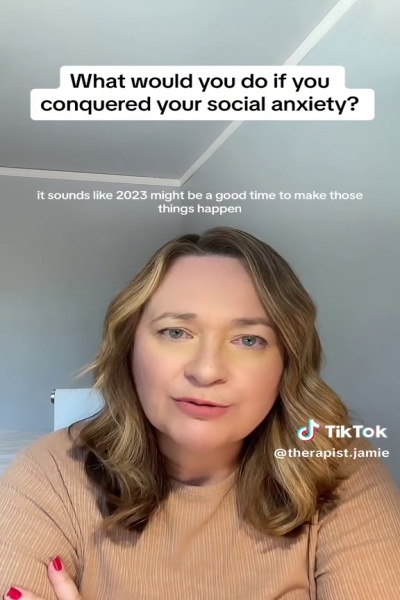 What would you do if you
conquered your social anxiety?
it sounds like 2023 might be a good time to make those
things happen
TikTok
@therapist.jamie